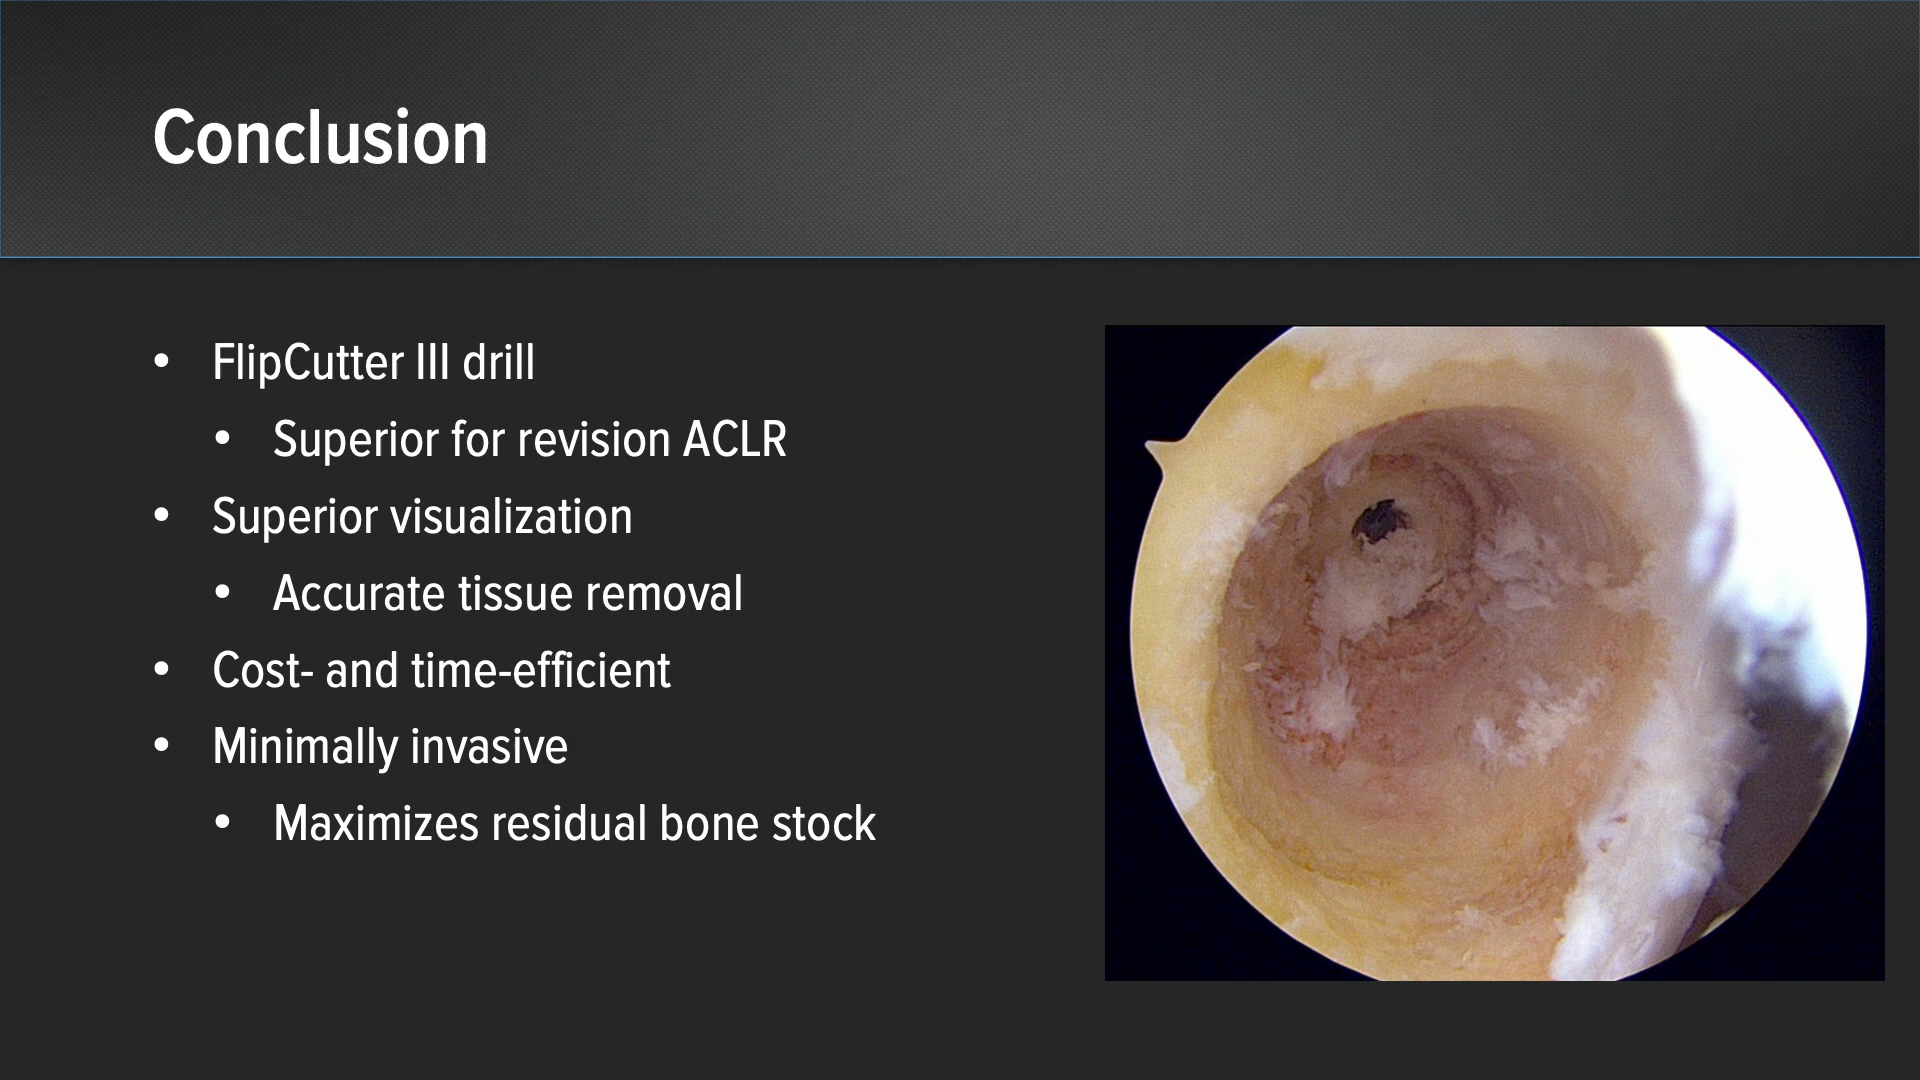 Conclusion
• FlipCutter III drill
• Superior for revision ACLR
• Superior visualization
• Accurate tissue removal
• Cost- and time-efficient
• Minimally invasive
• Maximizes residual bone stock